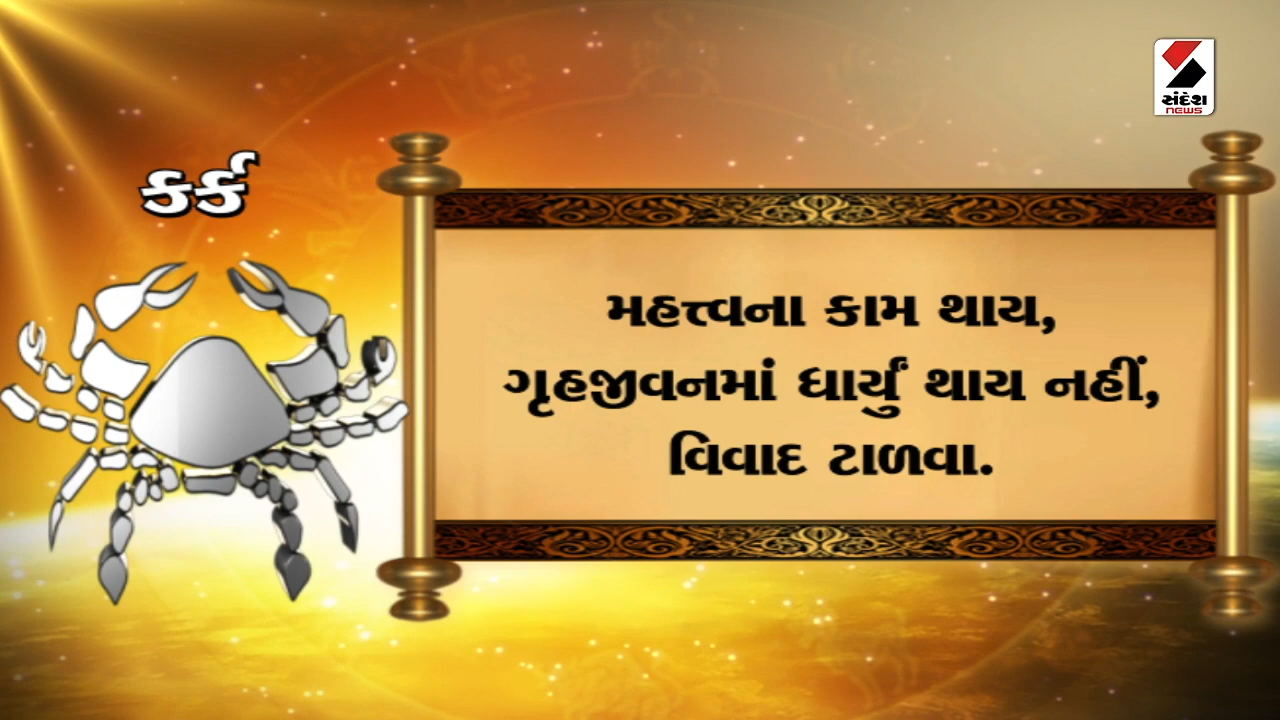 સંદેશ
NEWS
કર્ક
મહત્ત્વના કામ થાય,
ગૃહજીવનમાં ધાર્યું થાય નહીં,
વિવાદ ટાળવા.